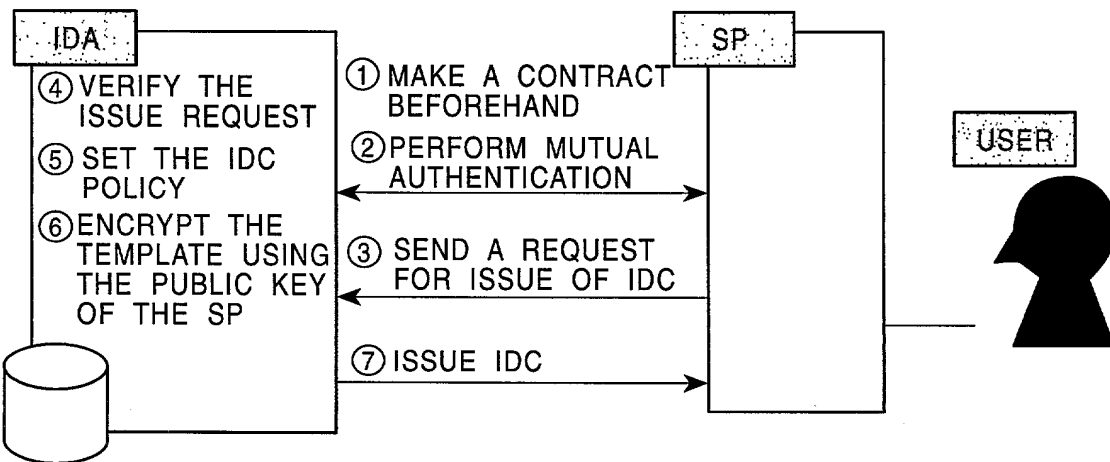 IDA
SP
USER
① MAKE A CONTRACT
BEFOREHAND
② PERFORM MUTUAL
AUTHENTICATION
③ SEND A REQUEST
FOR ISSUE OF IDC
④ VERIFY THE
ISSUE REQUEST
⑤ SET THE IDC
POLICY
⑥ ENCRYPT THE
TEMPLATE USING
THE PUBLIC KEY
OF THE SP
⑦ ISSUE IDC